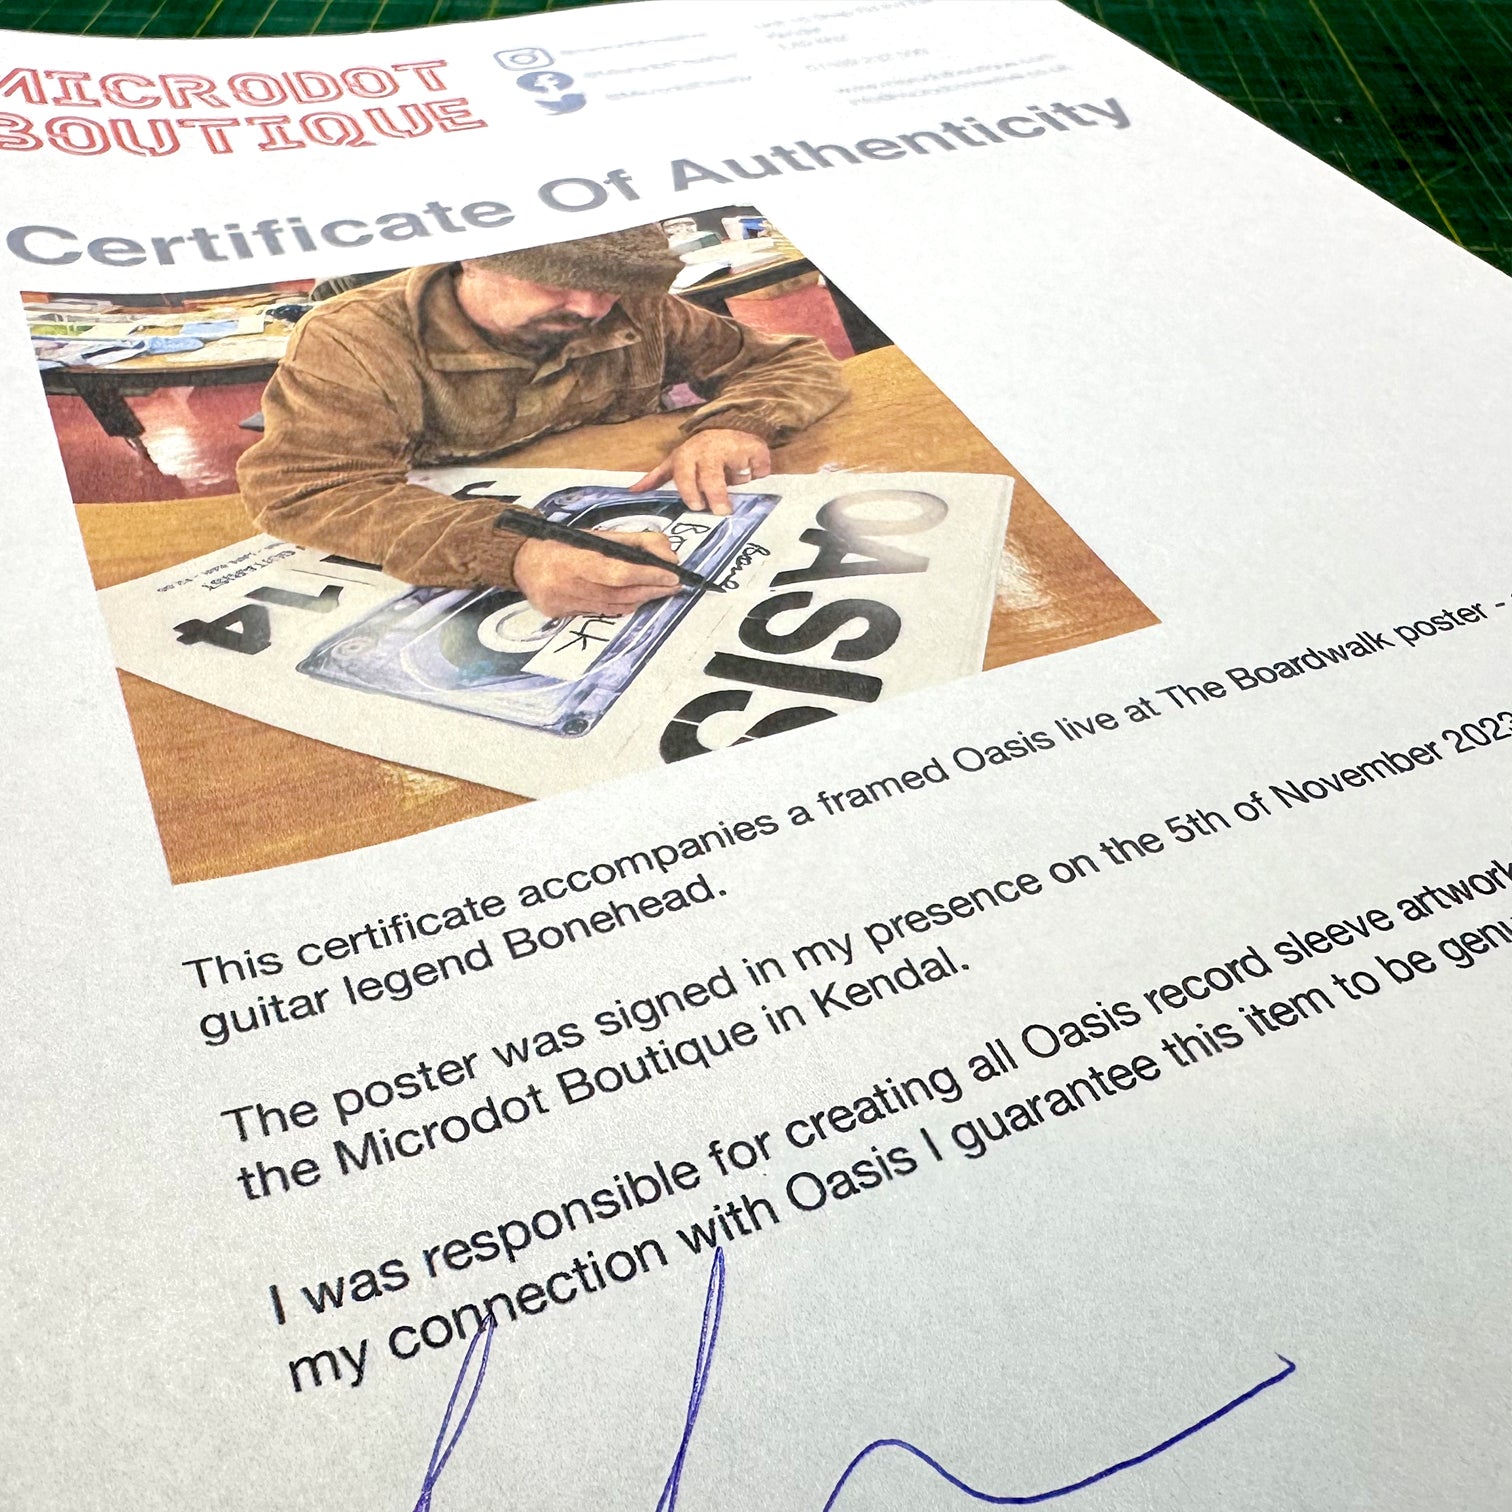 MICRODOT
BOUTIQUE
Certificate Of Authenticity
OASIS
14
This certificate accompanies a framed Oasis live at The Boardwalk poster -
guitar legend Bonehead.
The poster was signed in my presence on the 5th of November 2023
the Microdot Boutique in Kendal.
I was responsible for creating all Oasis record sleeve artwork
my connection with Oasis I guarantee this item to be